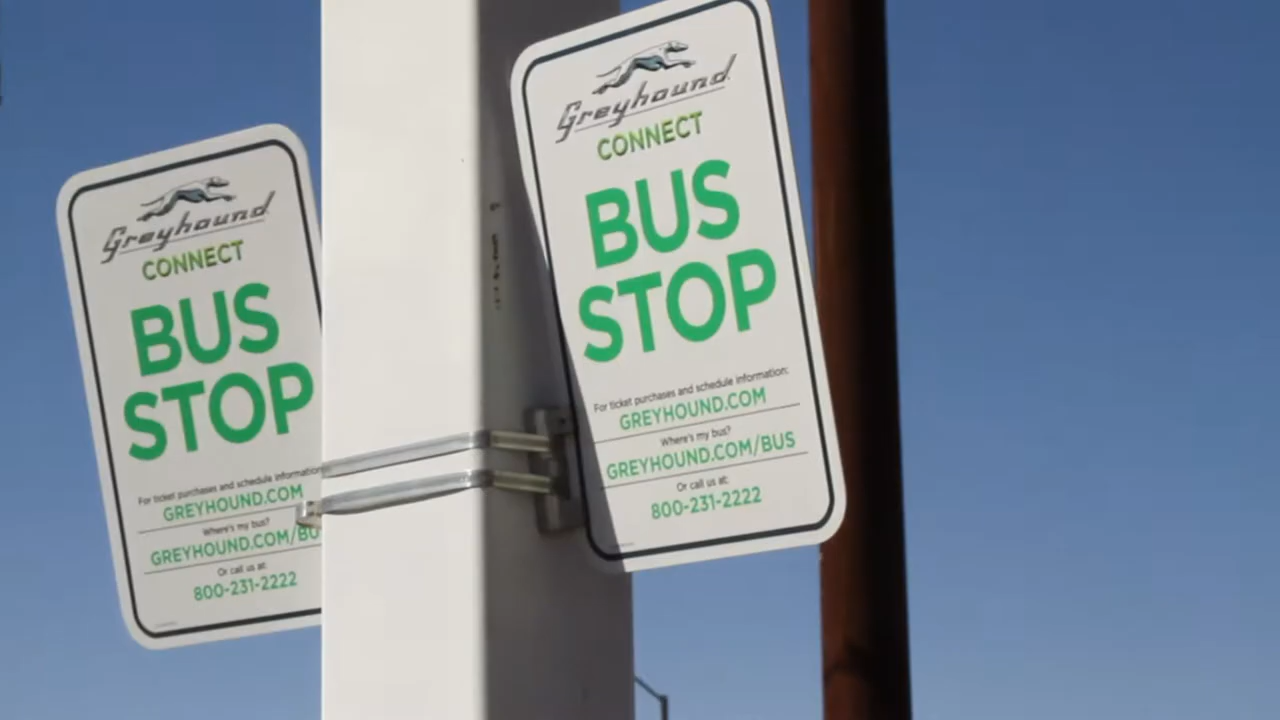 Greyhound
CONNECT
BUS
STOP
For ticket purchases and schedule information:
GREYHOUND.COM
Where's my bus?
GREYHOUND.COM/BUS
Or call us at:
800-231-2222
Greyhound
CONNECT
BUS
STOP
For ticket purchases and schedule information:
GREYHOUND.COM
Where's my bus?
GREYHOUND.COM/BUS
Or call us at:
800-231-2222